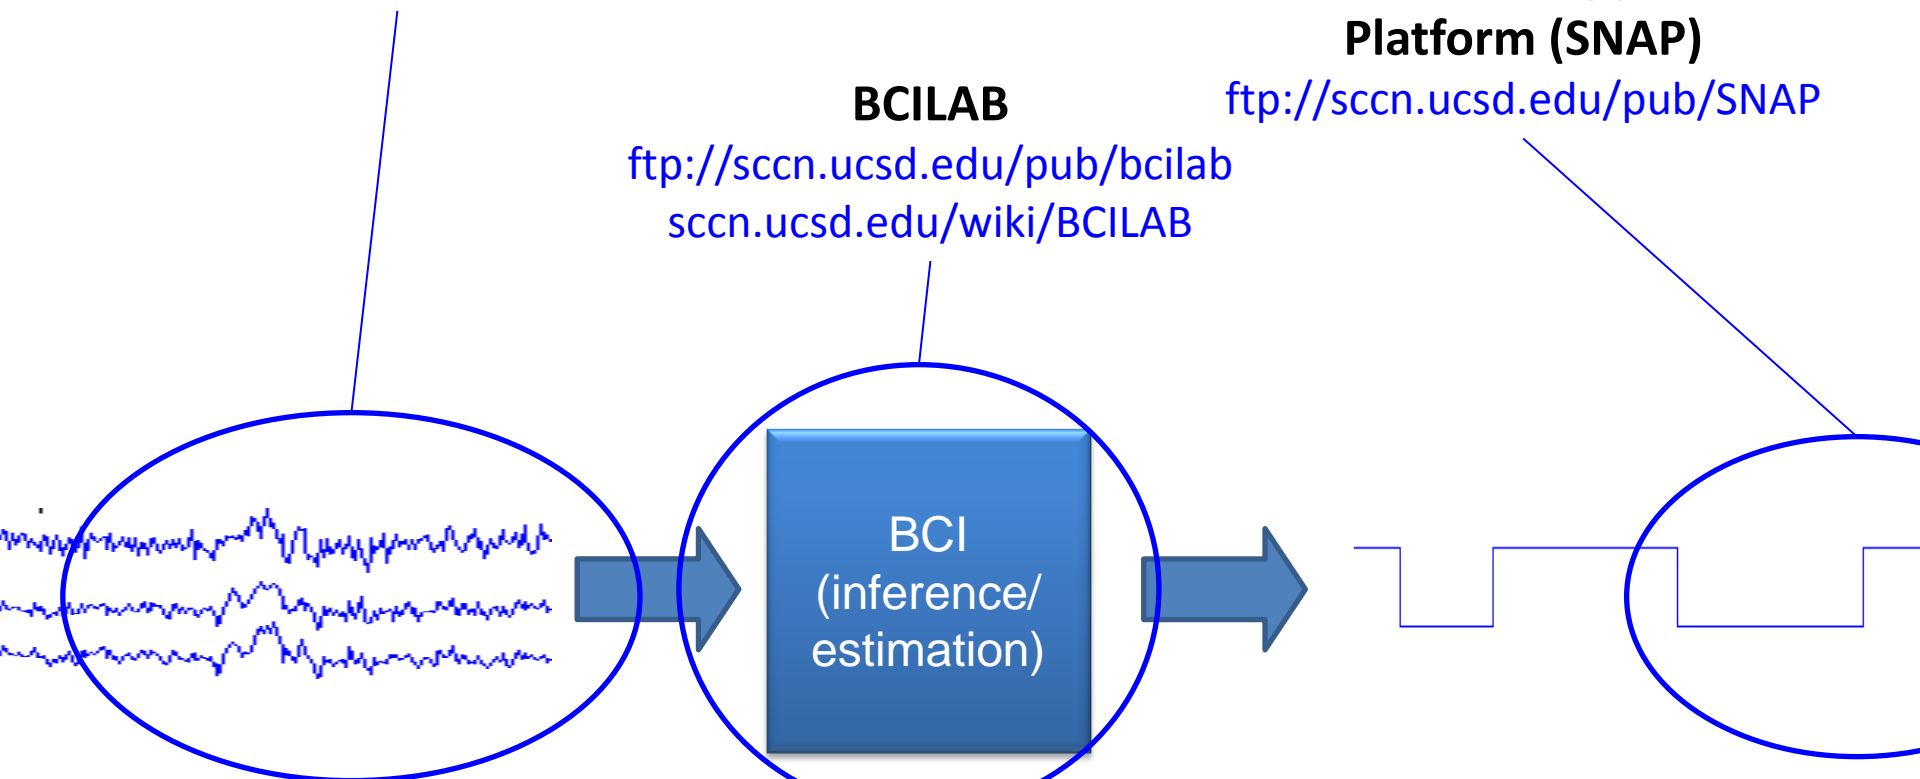 BCILAB
ftp://sccn.ucsd.edu/pub/bcilab
sccn.ucsd.edu/wiki/BCILAB
Platform (SNAP)
ftp://sccn.ucsd.edu/pub/SNAP
BCI
(inference/
estimation)